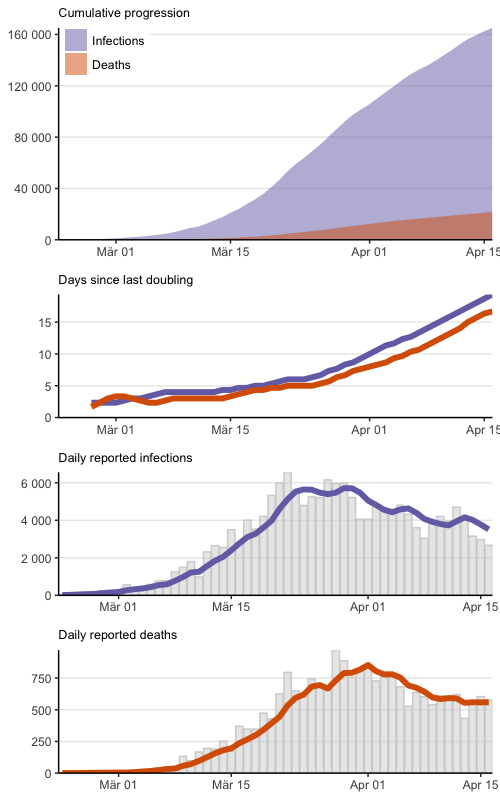 Cumulative progression
160 000
Infections
Deaths
120 000
80 000
40 000
0
Mär 01 Mär 15 Apr 01 Apr 15
Days since last doubling
15
10
5
0
Mär 01 Mär 15 Apr 01 Apr 15
Daily reported infections
6 000
4 000
2 000
0
Mär 01 Mär 15 Apr 01 Apr 15
Daily reported deaths
750
500
250
0
Mär 01 Mär 15 Apr 01 Apr 15